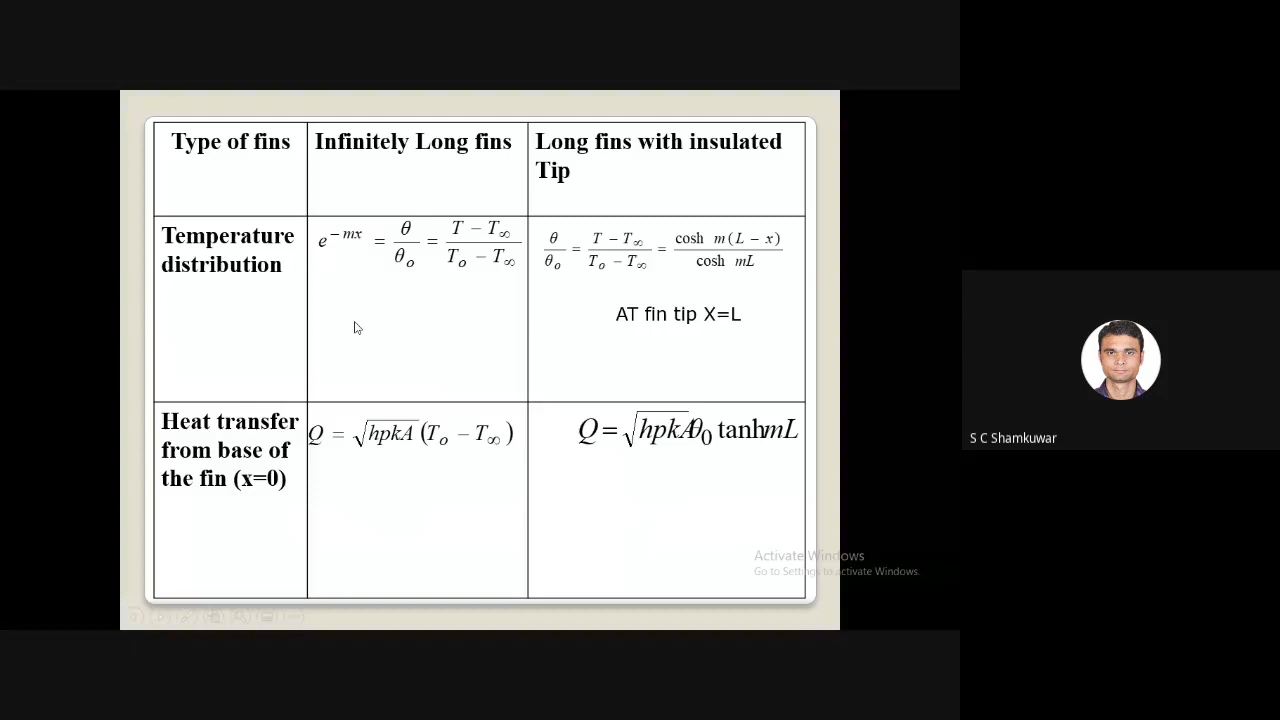 Type of fins
Infinitely Long fins
Long fins with insulated
Tip
Temperature
distribution
e^{-mx} = θ/θ_o = (T - T_∞)/(T_o - T_∞)
θ/θ_o = (T - T_∞)/(T_o - T_∞) = cosh m(L - x)/cosh mL
AT fin tip X=L
Heat transfer
from base of
the fin (x=0)
Q = √hpkA (T_o - T_∞)
Q = √hpkA θ_0 tanh mL
Activate Windows
Go to Settings to activate Windows.
S C Shamkuwar